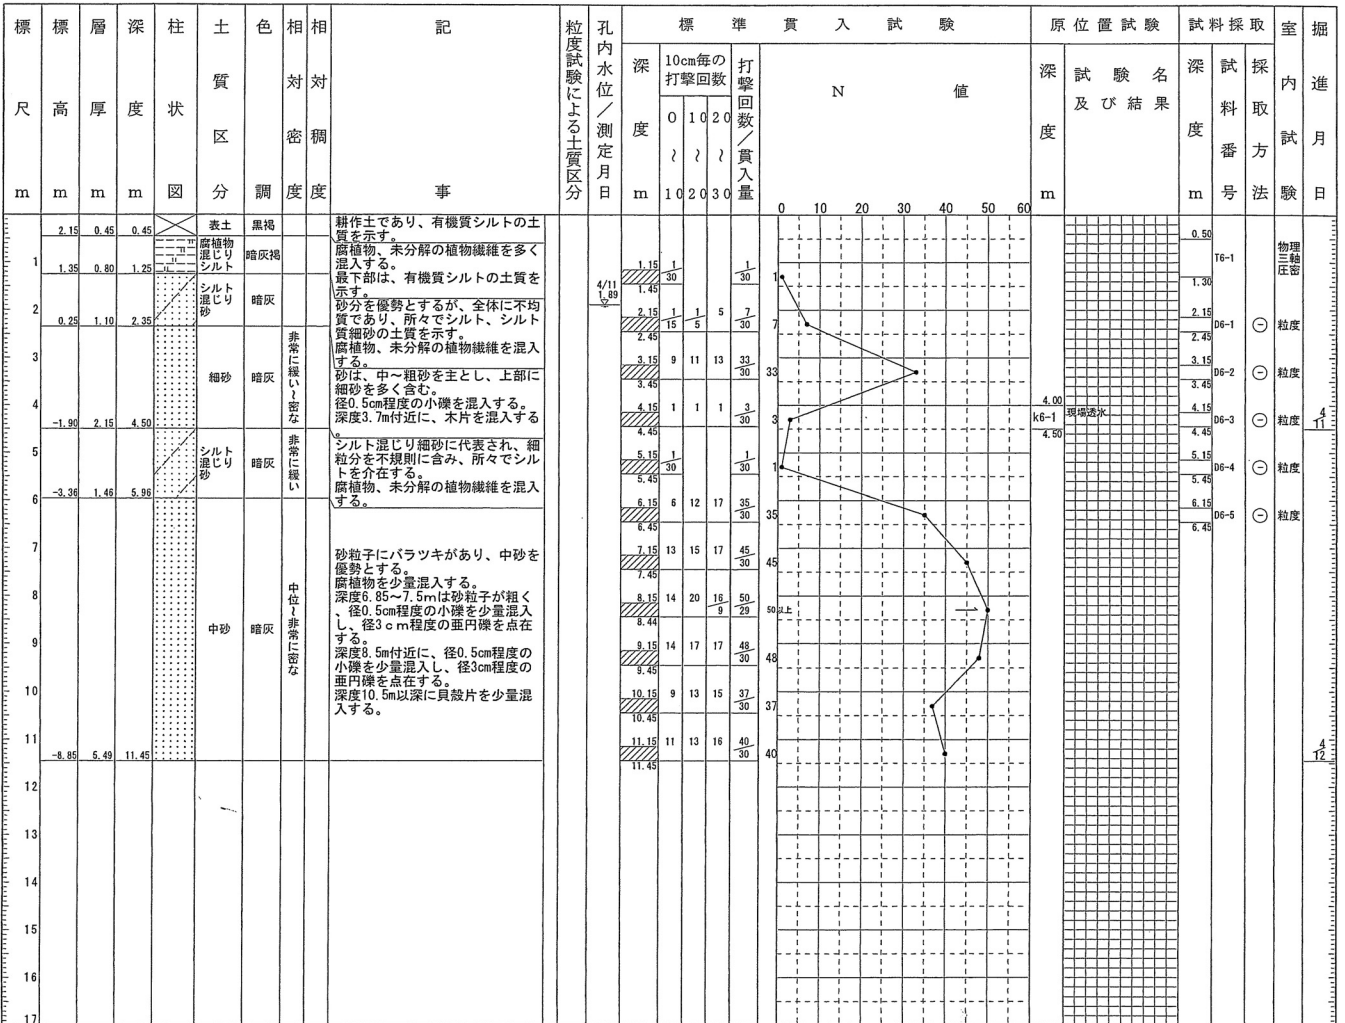 標尺 m
標高 m
層厚 m
深度 m
柱状図
土質区分
色調
相対密度
相対稠度
記事
粒度試験による土質区分
孔内水位/測定月日
標準貫入試験
深度 m
10cm毎の
打撃回数
0 10 20
~ ~ ~
10 20 30
打撃回数/貫入量
N 値
0 10 20 30 40 50 60
原位置試験
深度 m
試験名
及び結果
試料採取
深度 m
試料番号
採取方法
室内試験
掘進月日
1
2
3
4
5
6
7
8
9
10
11
12
13
14
15
16
17
2.15 0.45 0.45
表土
黒褐
耕作土であり、有機質シルトの土
質を示す。
1.35 0.80 1.25
腐植物
混じり
シルト
暗灰褐
腐植物、未分解の植物繊維を多く
混入する。
最下部は、有機質シルトの土質を
示す。
0.25 1.10 2.35
シルト
混じり
砂
暗灰
砂分を優勢とするが、全体に不均
質であり、所々でシルト、シルト
質細砂の土質を示す。
腐植物、未分解の植物繊維を混入
する。
-1.90 2.15 4.50
細砂
暗灰
非常に緩い~密な
砂は、中~粗砂を主とし、上部に
細砂を多く含む。
径0.5cm程度の小礫を混入する。
深度3.7m付近に、木片を混入する
。
-3.36 1.46 5.96
シルト
混じり
砂
暗灰
非常に緩い
シルト混じり細砂に代表され、細
粒分を不規則に含み、所々でシル
トを介在する。
腐植物、未分解の植物繊維を混入
する。
-8.85 5.49 11.45
中砂
暗灰
中位~非常に密な
砂粒子にバラツキがあり、中砂を
優勢とする。
腐植物を少量混入する。
深度6.85~7.5mは砂粒子が粗く
、径0.5cm程度の小礫を少量混入
し、径3cm程度の亜円礫を点在
する。
深度8.5m付近に、径0.5cm程度の
小礫を少量混入し、径3cm程度の
亜円礫を点在する。
深度10.5m以深に貝殻片を少量混
入する。
4/11
1.89
1.15 1/30 1/30 1
1.45
2.15 1/15 1/5 5 7/30 7
2.45
3.15 9 11 13 33/30 33
3.45
4.15 1 1 1 3/30 3
4.45
5.15 1/30 1/30 1
5.45
6.15 6 12 17 35/30 35
6.45
7.15 13 15 17 45/30 45
7.45
8.15 14 20 16/9 50/29 50以上
8.44
9.15 14 17 17 48/30 48
9.45
10.15 9 13 15 37/30 37
10.45
11.15 11 13 16 40/30 40
11.45
4.00
k6-1 現場透水
4.50
0.50
T6-1
1.30
物理
三軸
圧密
2.15
D6-1 粒度
2.45
3.15
D6-2 粒度
3.45
4.15
D6-3 粒度
4.45
5.15
D6-4 粒度
5.45
6.15
D6-5 粒度
6.45
4/11
4/12